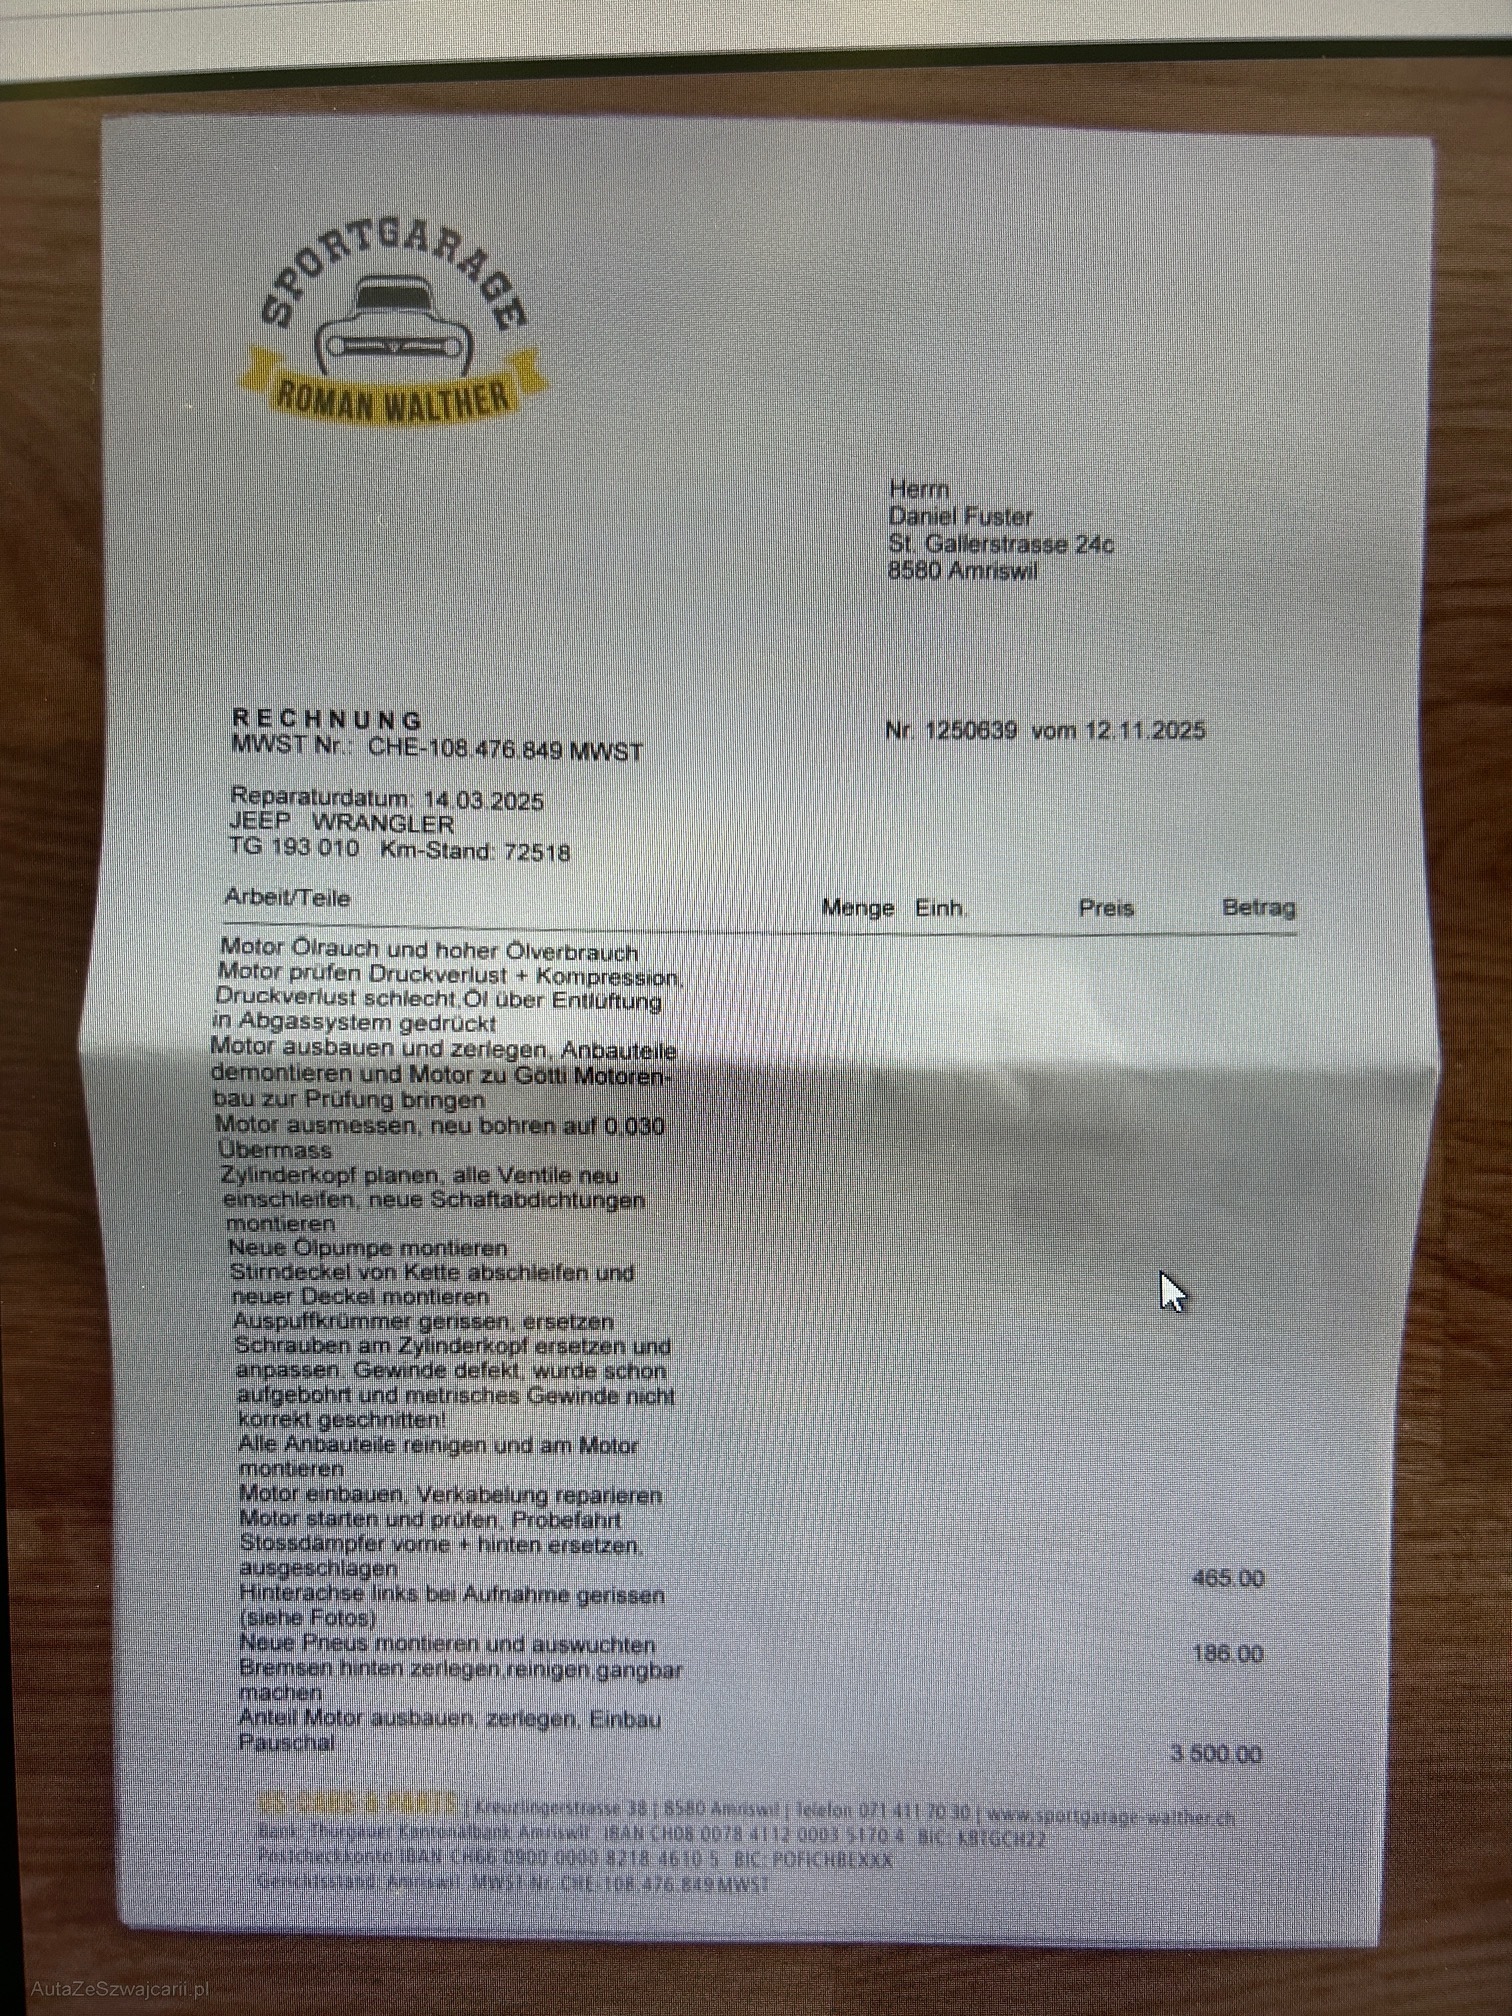 SPORTGARAGE
ROMAN WALTHER
Herrn
Daniel Fuster
St. Gallerstrasse 24c
8580 Amriswil
RECHNUNG
Nr. 1250639 vom 12.11.2025
MWST Nr.: CHE-108.476.849 MWST
Reparaturdatum: 14.03.2025
JEEP WRANGLER
TG 193 010 Km-Stand: 72518
Arbeit/Teile Menge Einh. Preis Betrag
Motor Ölrauch und hoher Ölverbrauch
Motor prüfen Druckverlust + Kompression,
Druckverlust schlecht,Öl über Entlüftung
in Abgassystem gedrückt
Motor ausbauen und zerlegen, Anbauteile
demontieren und Motor zu Götti Motoren-
bau zur Prüfung bringen
Motor ausmessen, neu bohren auf 0,030
Übermass
Zylinderkopf planen, alle Ventile neu
einschleifen, neue Schaftabdichtungen
montieren
Neue Ölpumpe montieren
Stirndeckel von Kette abschleifen und
neuer Deckel montieren
Auspuffkrümmer gerissen, ersetzen
Schrauben am Zylinderkopf ersetzen und
anpassen. Gewinde defekt, wurde schon
aufgebohrt und metrisches Gewinde nicht
korrekt geschnitten!
Alle Anbauteile reinigen und am Motor
montieren
Motor einbauen, Verkabelung reparieren
Motor starten und prüfen, Probefahrt
Stossdämpfer vorne + hinten ersetzen,
ausgeschlagen 465.00
Hinterachse links bei Aufnahme gerissen
(siehe Fotos)
Neue Pneus montieren und auswuchten 186.00
Bremsen hinten zerlegen,reinigen,gangbar
machen
Anteil Motor ausbauen, zerlegen, Einbau
Pauschal 3 500.00
US CARS & PARTS | Kreuzlingerstrasse 38 | 8580 Amriswil | Telefon 071 411 70 30 | www.sportgarage-walther.ch
Bank: Thurgauer Kantonalbank Amriswil IBAN CH08 0078 4112 0003 5170 4 BIC: KBTGCH22
Postcheckkonto IBAN CH66 0900 0000 8218 4610 5 BIC: POFICHBEXXX
Gerichtsstand Amriswil MWST-Nr. CHE-108.476.849 MWST
AutaZeSzwajcarii.pl